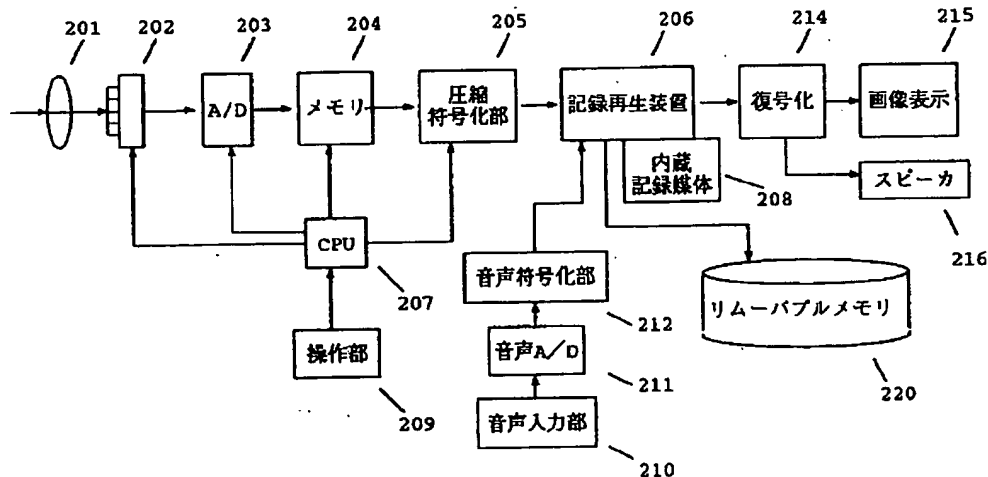 201
202
203
204
205
206
214
215
A/D
メモリ
圧縮
符号化部
記録再生装置
復号化
画像表示
内蔵
記録媒体
208
スピーカ
216
CPU
207
音声符号化部
212
リムーバブルメモリ
220
操作部
209
音声A/D
211
音声入力部
210